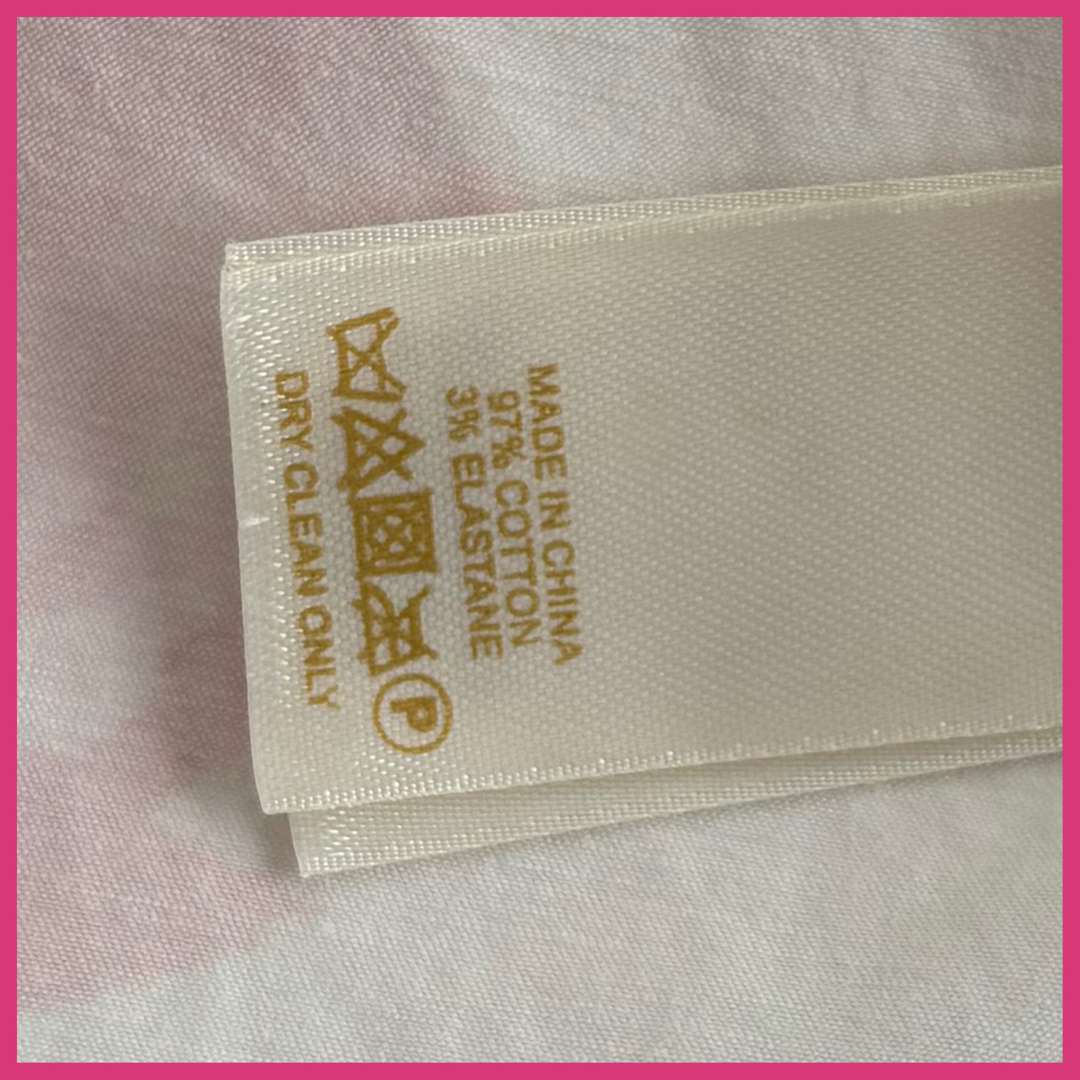 MADE IN CHINA
97% COTTON
3% ELASTANE
P
DRY CLEAN ONLY